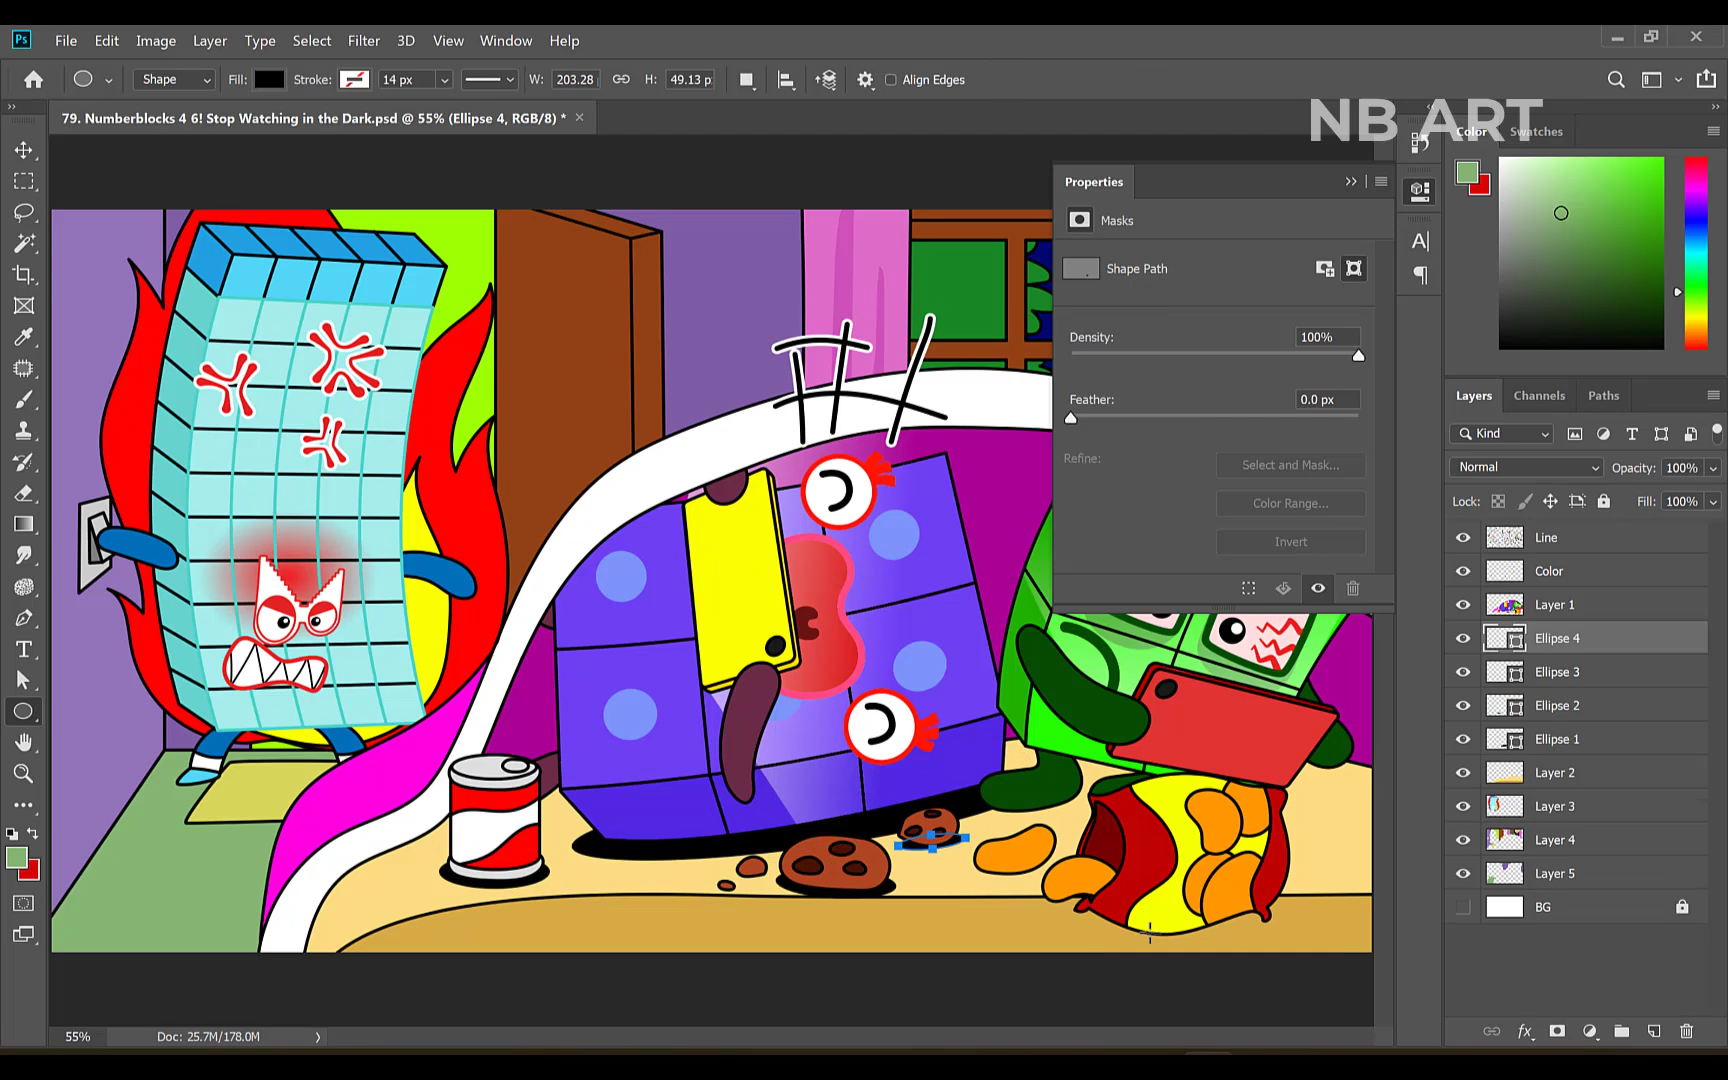 Ps File Edit Image Layer Type Select Filter 3D View Window Help
Shape Fill: Stroke: 14 px W: 203.28 H: 49.13 p Align Edges
79. Numberblocks 4 6! Stop Watching in the Dark.psd @ 55% (Ellipse 4, RGB/8) * ×
NB ART
Color Swatches
Properties
Masks
Shape Path
Density: 100%
Feather: 0.0 px
Refine:
Select and Mask...
Color Range...
Invert
Layers Channels Paths
Kind
Normal Opacity: 100%
Lock: Fill: 100%
Line
Color
Layer 1
Ellipse 4
Ellipse 3
Ellipse 2
Ellipse 1
Layer 2
Layer 3
Layer 4
Layer 5
BG
55% Doc: 25.7M/178.0M